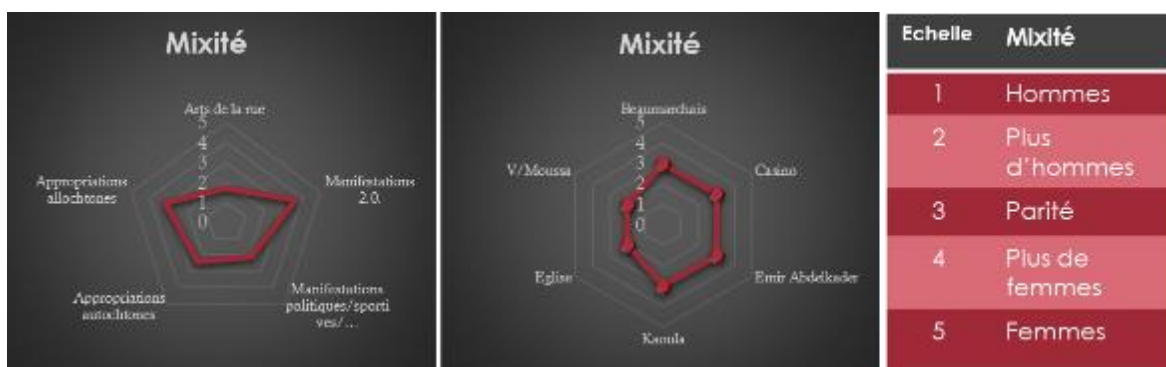 Mixité
Arts de la rue
5
4
3
2
1
0
Manifestations
2.0.
Manifestations
politiques/sporti
ves/…
Appropriations
autochtones
Appropriations
allochtones
Mixité
Beaumarchais
5
4
3
2
1
0
Casino
Emir Abdelkader
Kaoula
Eglise
V/Moussa
Echelle Mixité
1 Hommes
2 Plus
d’hommes
3 Parité
4 Plus de
femmes
5 Femmes